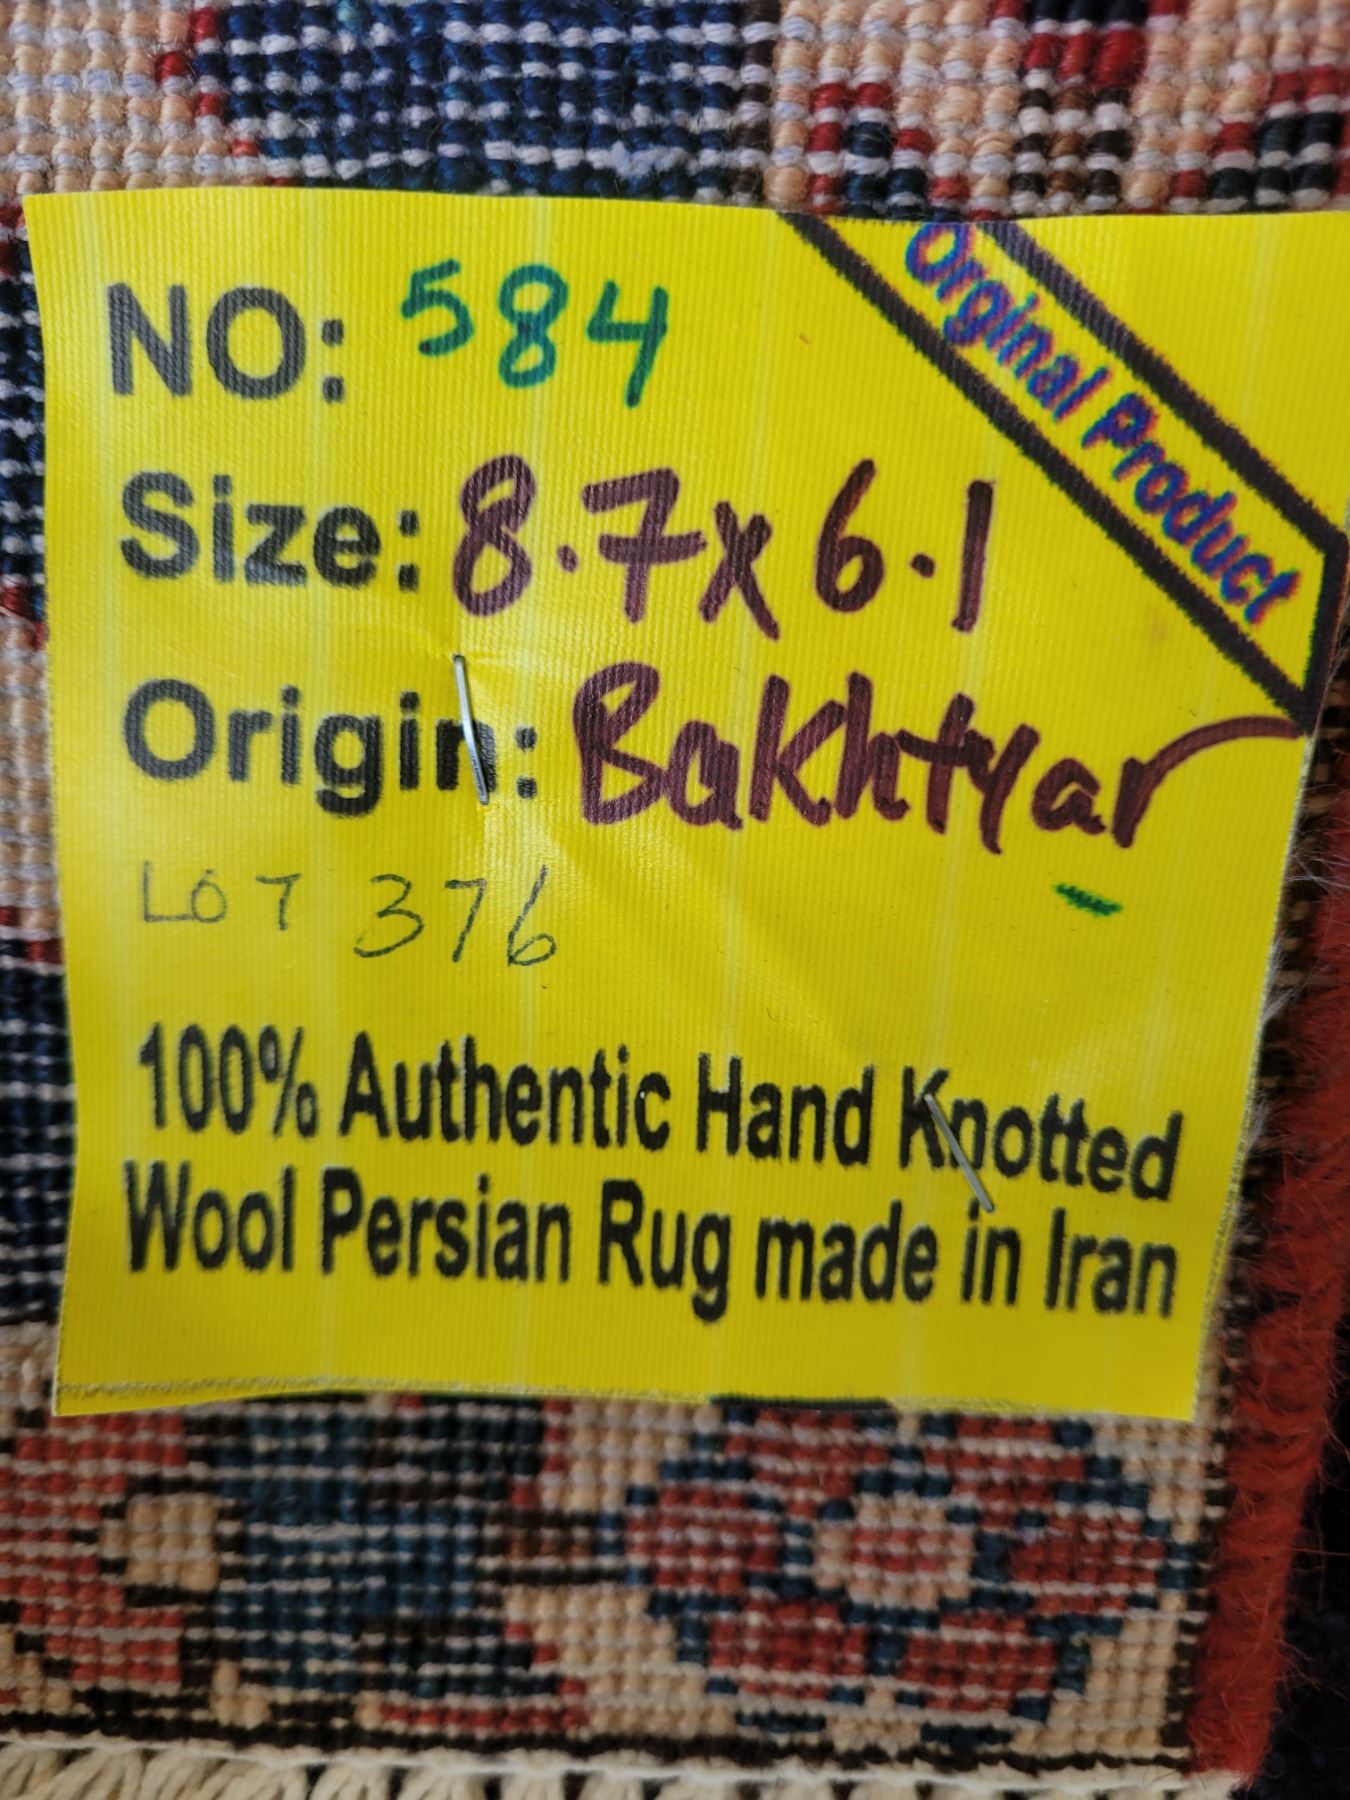 Orginal Product
NO: 584
Size: 8.7x6.1
Origin: Bakhtyar
LOT 376
100% Authentic Hand Knotted
Wool Persian Rug made in Iran